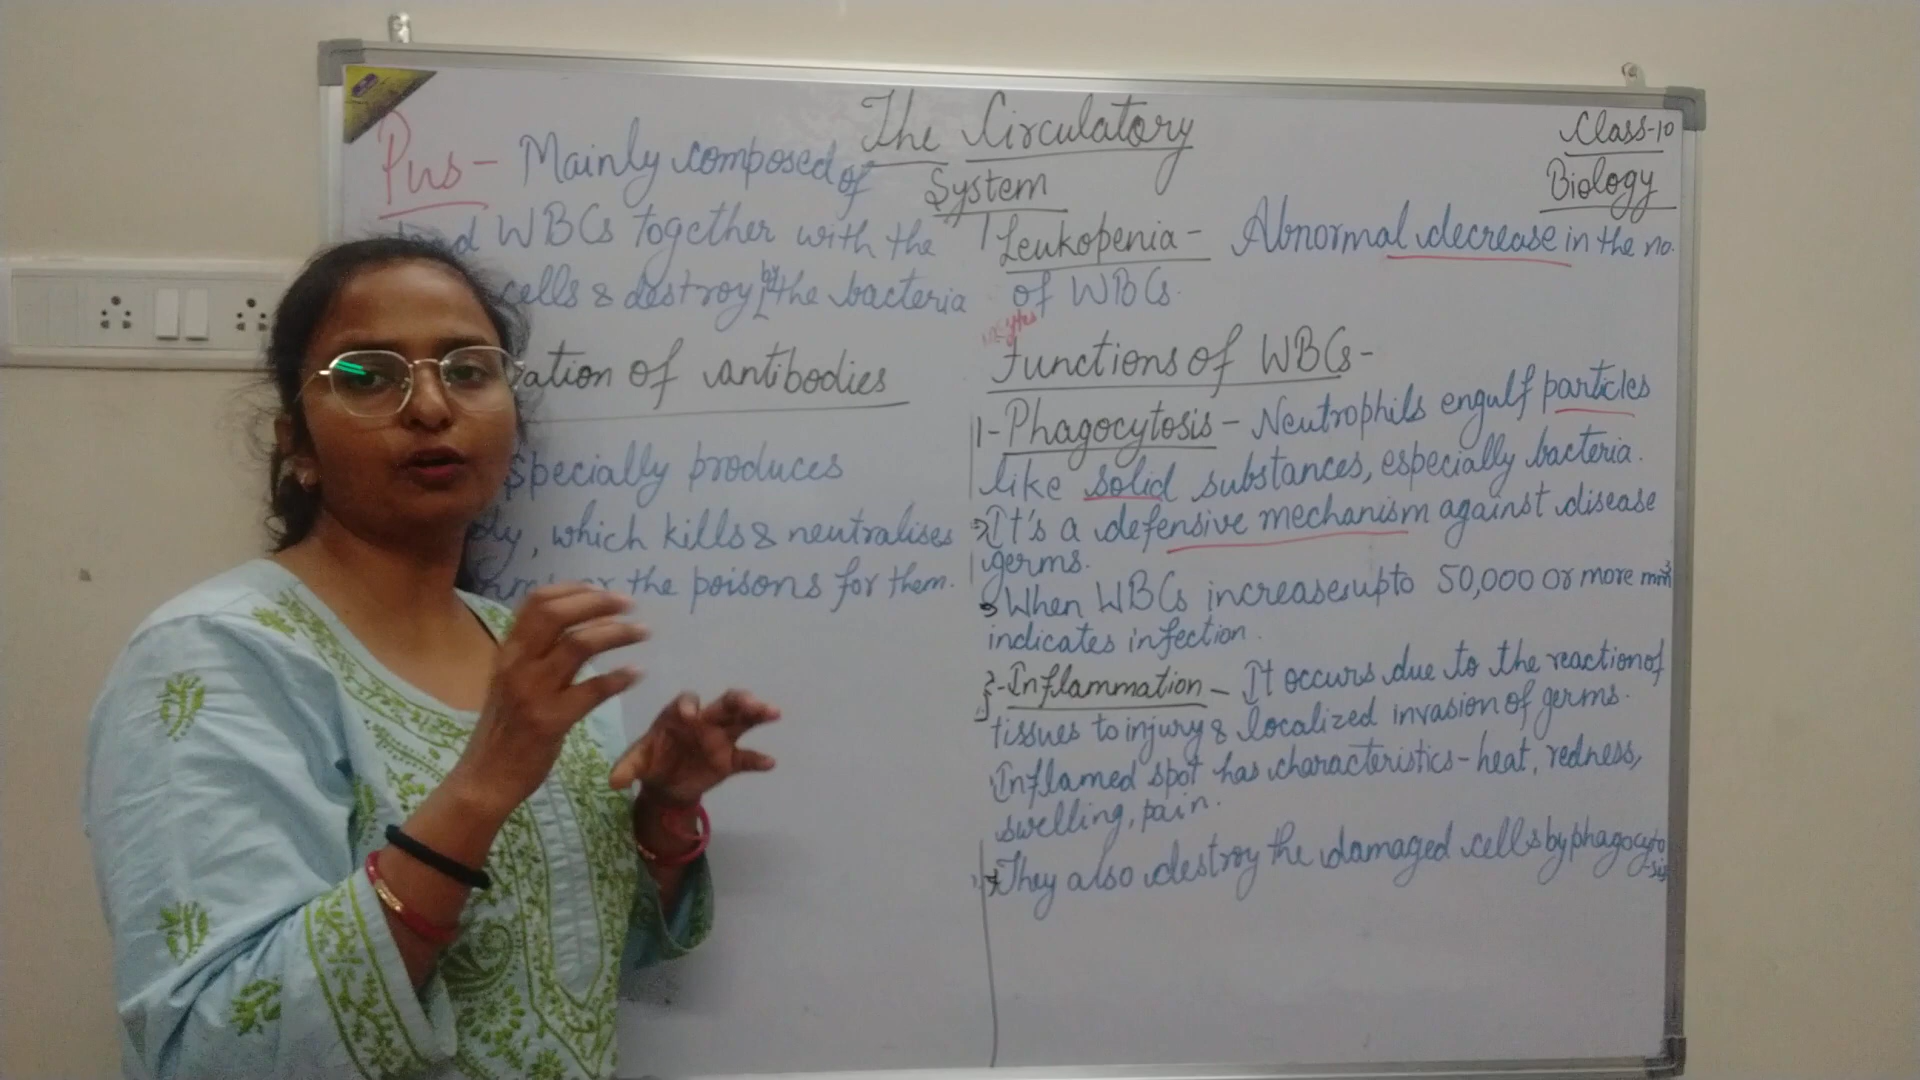 The Circulatory
System
Class-10
Biology
Pus- Mainly composed of
WBCs together with the
cells & destroy by the bacteria
ation of antibodies
specially produces
dy, which kills & neutralises
or the poisons for them.
Leukopenia- Abnormal decrease in the no.
of WBCs.
Functions of WBCs-
1-Phagocytosis- Neutrophils engulf particles
like solid substances, especially bacteria.
It's a defensive mechanism against disease
germs.
When WBCs increases upto 50,000 or more mm³
indicates infection.
2-Inflammation- It occurs due to the reaction of
tissues to injury & localized invasion of germs.
Inflamed spot has characteristics- heat, redness,
swelling, pain.
They also destroy the damaged cells by phagocyto
-sis